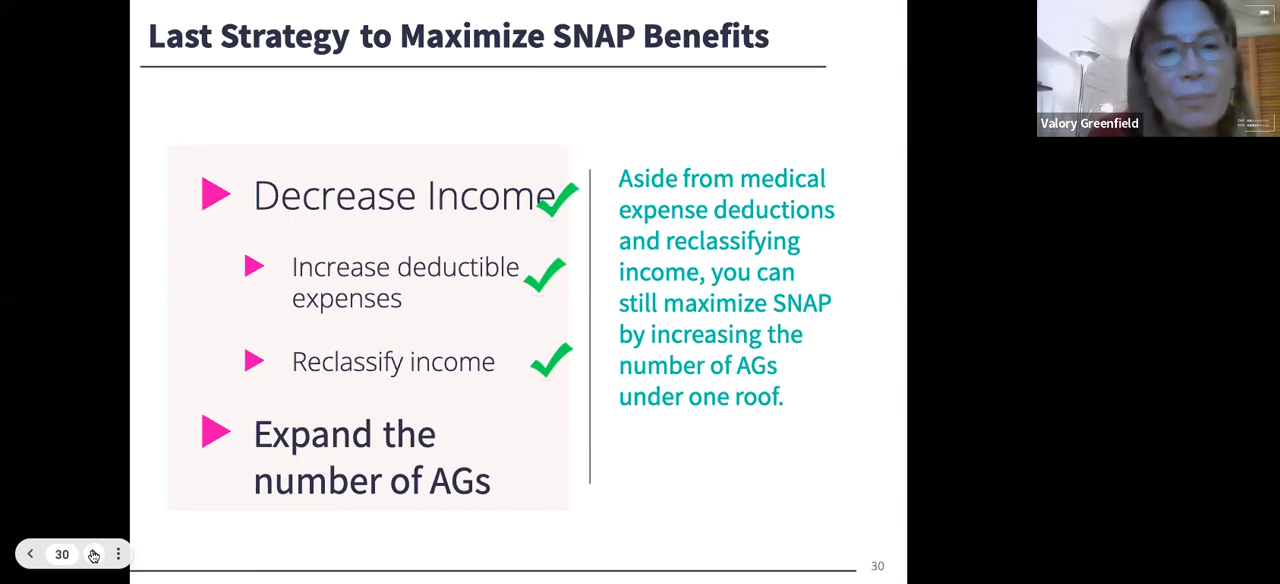 Last Strategy to Maximize SNAP Benefits
Decrease Income
Increase deductible
expenses
Reclassify income
Expand the
number of AGs
Aside from medical
expense deductions
and reclassifying
income, you can
still maximize SNAP
by increasing the
number of AGs
under one roof.
Valory Greenfield
30
30